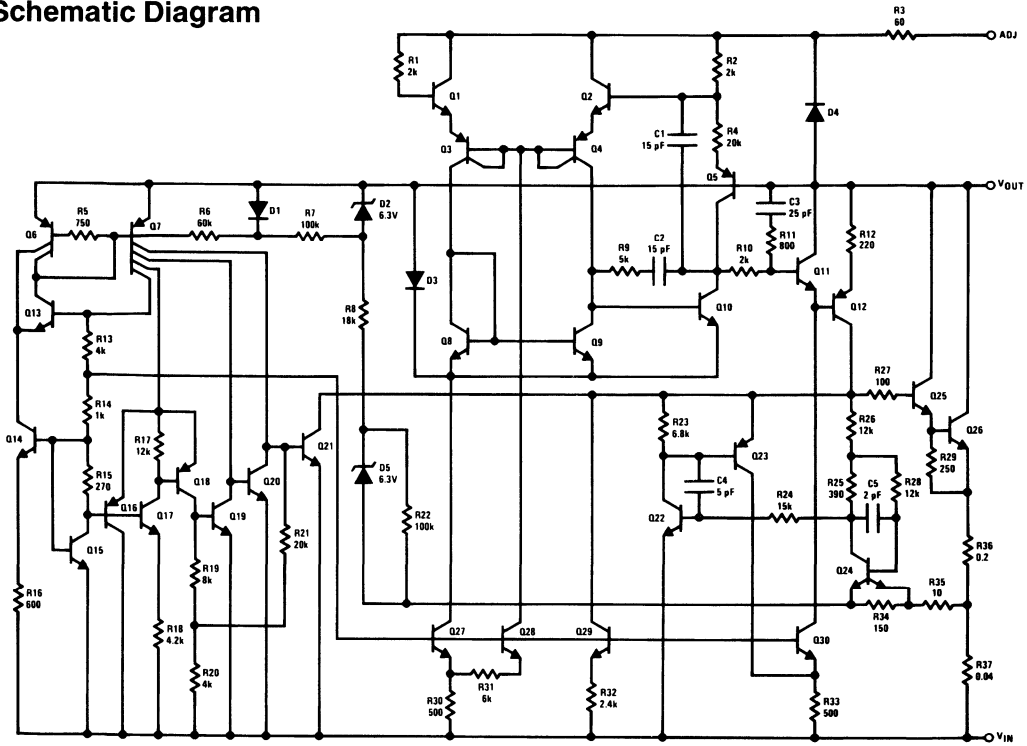 Schematic Diagram
R3
60
ADJ
R1
2k
Q1
Q2
R2
2k
D4
C1
15 pF
R4
20k
Q3
Q4
Q5
VOUT
R5
750
Q6
Q7
R6
60k
D1
R7
100k
D2
6.3V
C3
25 pF
R11
800
R12
220
R9
5k
C2
15 pF
R10
2k
Q11
D3
Q13
R8
18k
Q10
Q12
R13
4k
Q8
Q9
R27
100
Q25
R14
1k
Q14
R17
12k
Q18
Q21
R23
6.8k
R26
12k
Q26
R29
250
D5
6.3V
Q23
R15
270
Q20
C4
5 pF
R25
390
C5
2 pF
R28
12k
R24
15k
Q16
Q17
Q19
R22
100k
Q22
Q15
R21
20k
R36
0.2
R19
8k
Q24
R16
600
R35
10
R34
150
R18
4.2k
Q27
Q28
Q29
Q30
R20
4k
R31
6k
R37
0.04
R30
500
R32
2.4k
R33
500
VIN